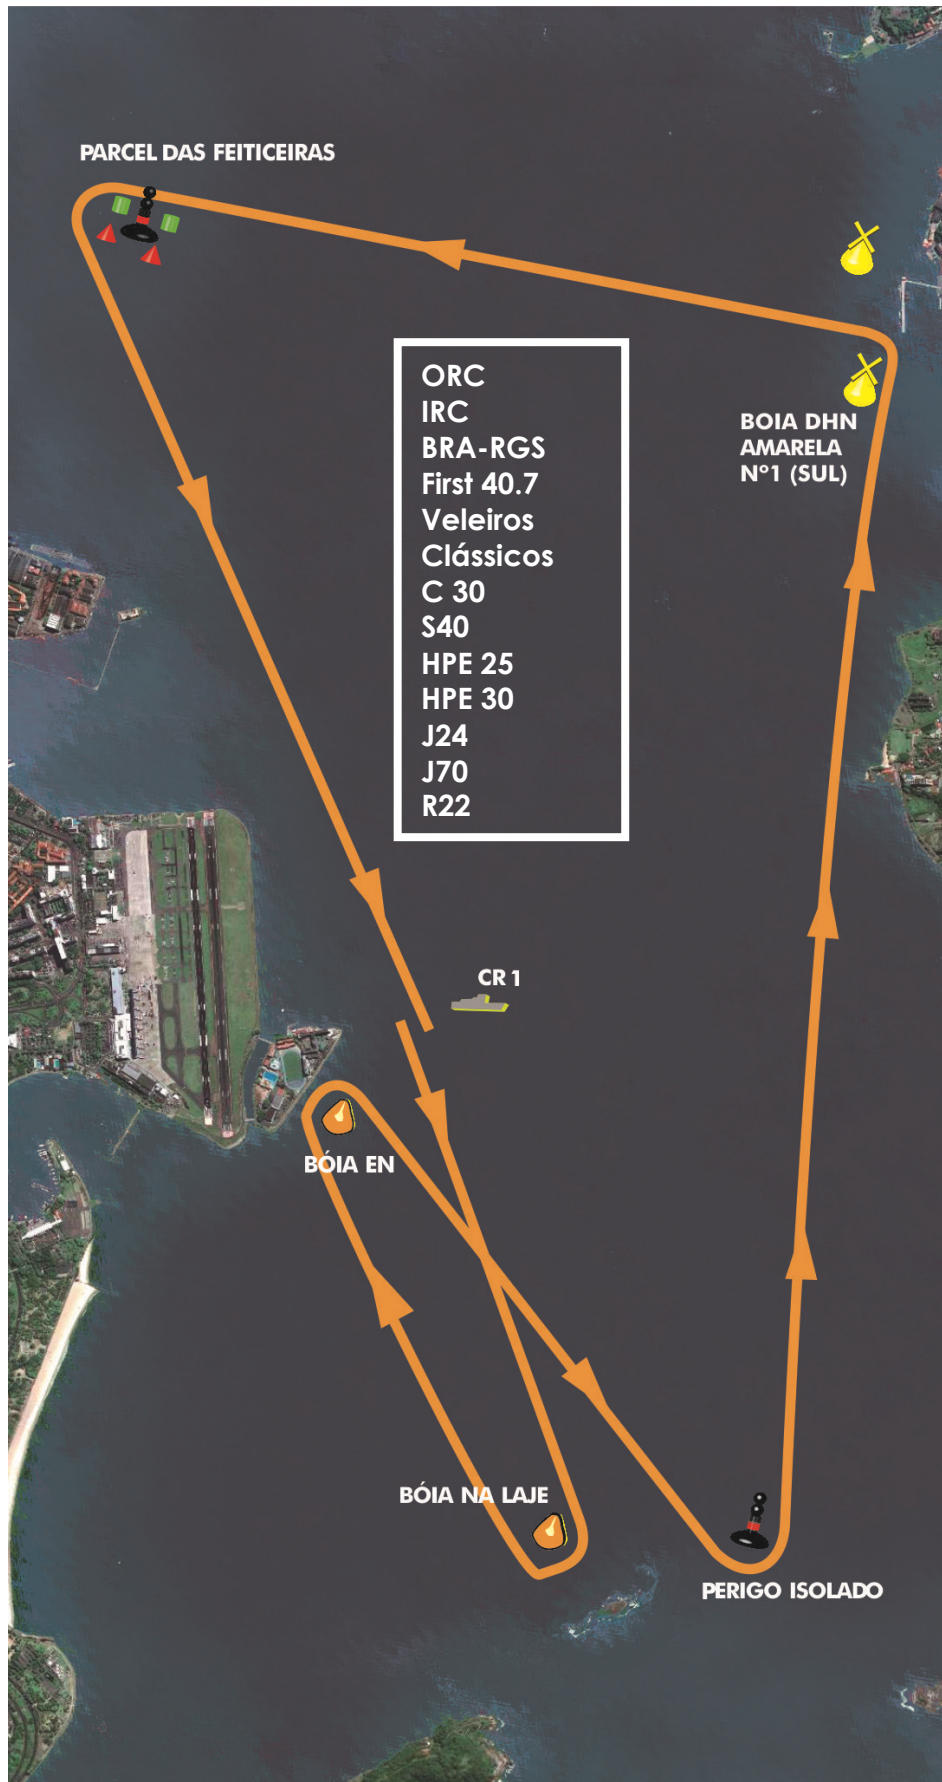 PARCEL DAS FEITICEIRAS
ORC
IRC
BRA-RGS
First 40.7
Veleiros
Clássicos
C 30
S40
HPE 25
HPE 30
J24
J70
R22
BOIA DHN
AMARELA
Nº1 (SUL)
CR 1
BÓIA EN
BÓIA NA LAJE
PERIGO ISOLADO